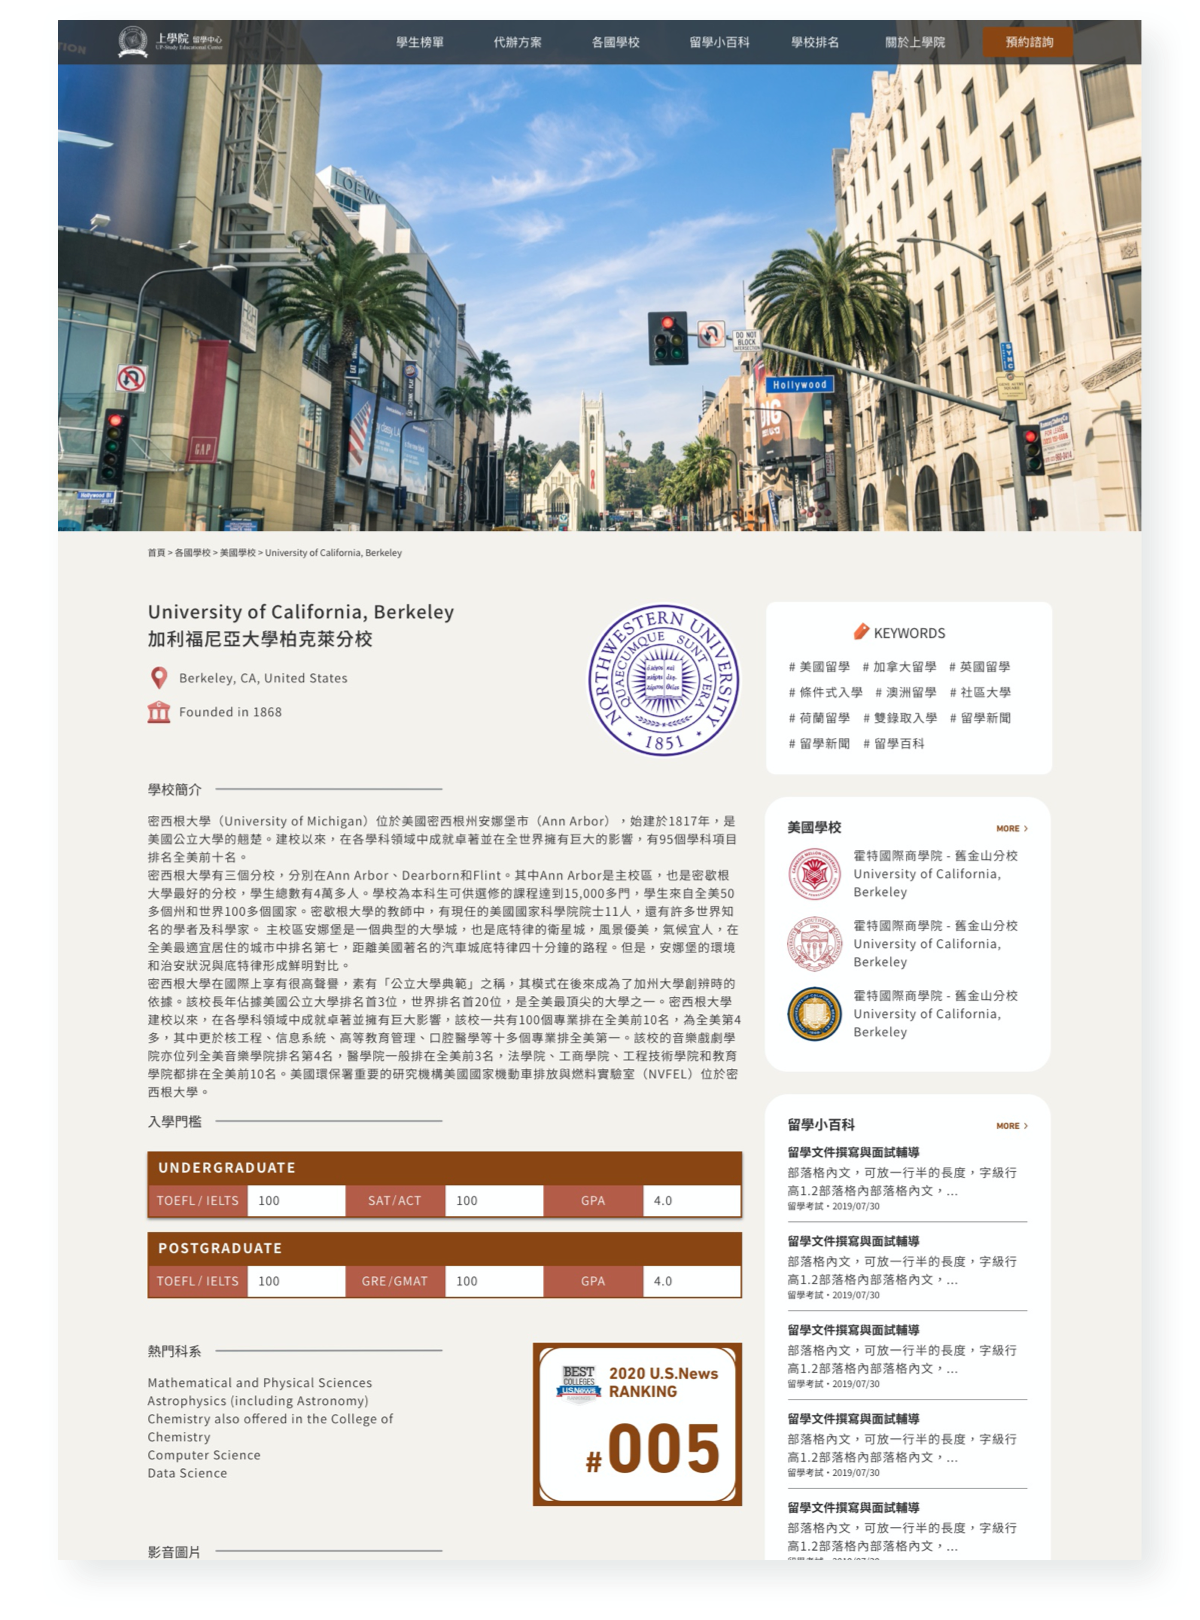 上學院 留學中心
UP-Study Educational Center
學生榜單
代辦方案
各國學校
留學小百科
學校排名
關於上學院
預約諮詢
LOEWS
DO NOT
BLOCK
INTERSECTION
Hollywood
GAP
首頁 > 各國學校 > 美國學校 > University of California, Berkeley
University of California, Berkeley
加利福尼亞大學柏克萊分校
Berkeley, CA, United States
Founded in 1868
NORTHWESTERN UNIVERSITY
QUAECUMQUE SUNT VERA
1851
學校簡介
密西根大學（University of Michigan）位於美國密西根州安娜堡市（Ann Arbor），始建於1817年，是
美國公立大學的翹楚。建校以來，在各學科領域中成就卓著並在全世界擁有巨大的影響，有95個學科項目
排名全美前十名。
密西根大學有三個分校，分別在Ann Arbor、Dearborn和Flint。其中Ann Arbor是主校區，也是密歇根
大學最好的分校，學生總數有4萬多人。學校為本科生可供選修的課程達到15,000多門，學生來自全美50
多個州和世界100多個國家。密歇根大學的教師中，有現任的美國國家科學院院士11人，還有許多世界知
名的學者及科學家。 主校區安娜堡是一個典型的大學城，也是底特律的衛星城，風景優美，氣候宜人，在
全美最適宜居住的城市中排名第七，距離美國著名的汽車城底特律四十分鐘的路程。但是，安娜堡的環境
和治安狀況與底特律形成鮮明對比。
密西根大學在國際上享有很高聲譽，素有「公立大學典範」之稱，其模式在後來成為了加州大學創辨時的
依據。該校長年佔據美國公立大學排名首3位，世界排名首20位，是全美最頂尖的大學之一。密西根大學
建校以來，在各學科領域中成就卓著並擁有巨大影響，該校一共有100個專業排在全美前10名，為全美第4
多，其中更於核工程、信息系統、高等教育管理、口腔醫學等十多個專業排全美第一。該校的音樂戲劇學
院亦位列全美音樂學院排名第4名，醫學院一般排在全美前3名，法學院、工商學院、工程技術學院和教育
學院都排在全美前10名。美國環保署重要的研究機構美國國家機動車排放與燃料實驗室（NVFEL）位於密
西根大學。
入學門檻
UNDERGRADUATE
TOEFL / IELTS 100 SAT/ACT 100 GPA 4.0
POSTGRADUATE
TOEFL / IELTS 100 GRE/GMAT 100 GPA 4.0
熱門科系
Mathematical and Physical Sciences
Astrophysics (including Astronomy)
Chemistry also offered in the College of
Chemistry
Computer Science
Data Science
BEST
COLLEGES
U.S.News
2020 U.S.News
RANKING
#005
影音圖片
KEYWORDS
# 美國留學 # 加拿大留學 # 英國留學
# 條件式入學 # 澳洲留學 # 社區大學
# 荷蘭留學 # 雙錄取入學 # 留學新聞
# 留學新聞 # 留學百科
美國學校
MORE >
霍特國際商學院 - 舊金山分校
University of California,
Berkeley
霍特國際商學院 - 舊金山分校
University of California,
Berkeley
霍特國際商學院 - 舊金山分校
University of California,
Berkeley
留學小百科
MORE >
留學文件撰寫與面試輔導
部落格內文，可放一行半的長度，字級行
高1.2部落格內部落格內文，...
留學考試・2019/07/30
留學文件撰寫與面試輔導
部落格內文，可放一行半的長度，字級行
高1.2部落格內部落格內文，...
留學考試・2019/07/30
留學文件撰寫與面試輔導
部落格內文，可放一行半的長度，字級行
高1.2部落格內部落格內文，...
留學考試・2019/07/30
留學文件撰寫與面試輔導
部落格內文，可放一行半的長度，字級行
高1.2部落格內部落格內文，...
留學考試・2019/07/30
留學文件撰寫與面試輔導
部落格內文，可放一行半的長度，字級行
高1.2部落格內部落格內文，...